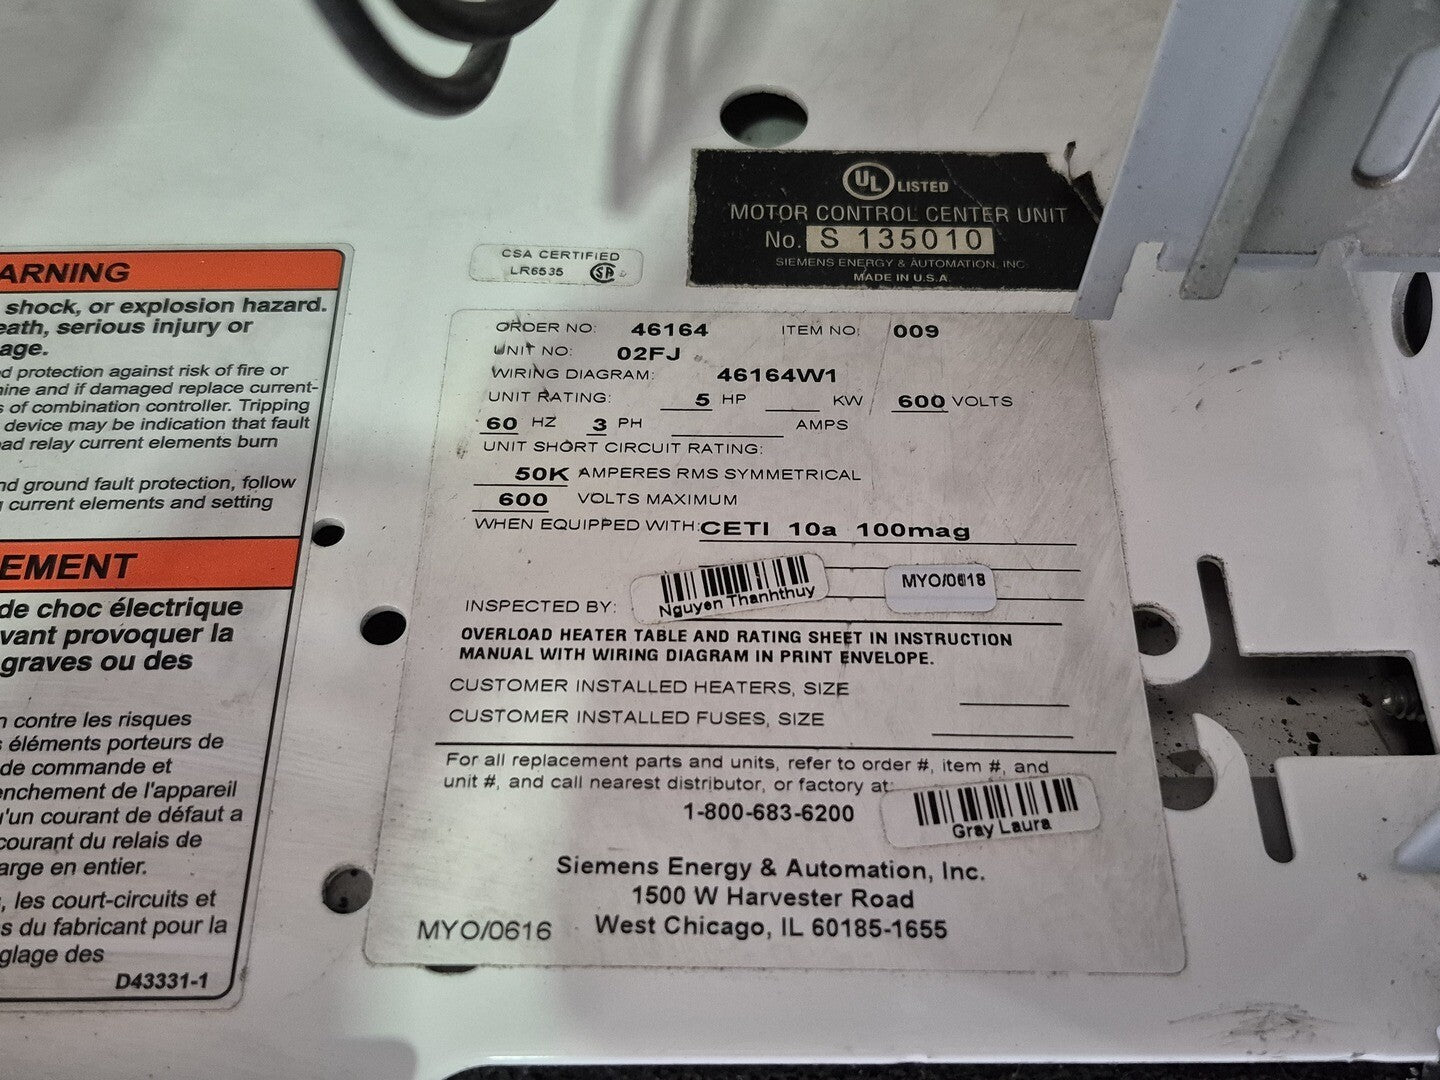 UL LISTED
MOTOR CONTROL CENTER UNIT
No. S 135010
SIEMENS ENERGY & AUTOMATION, INC.
MADE IN U.S.A.
CSA CERTIFIED
LR6535
ARNING
shock, or explosion hazard.
eath, serious injury or
age.
d protection against risk of fire or
nine and if damaged replace current-
s of combination controller. Tripping
device may be indication that fault
ad relay current elements burn
nd ground fault protection, follow
g current elements and setting
EMENT
de choc électrique
vant provoquer la
graves ou des
n contre les risques
s éléments porteurs de
de commande et
enchement de l'appareil
u'un courant de défaut a
courant du relais de
arge en entier.
, les court-circuits et
s du fabricant pour la
glage des
D43331-1
ORDER NO: 46164 ITEM NO: 009
UNIT NO: 02FJ
WIRING DIAGRAM: 46164W1
UNIT RATING: 5 HP KW / 600 VOLTS
60 HZ 3 PH AMPS
UNIT SHORT CIRCUIT RATING:
50K AMPERES RMS SYMMETRICAL
600 VOLTS MAXIMUM
WHEN EQUIPPED WITH: CETI 10a 100mag
INSPECTED BY: Nguyen Thanhthuy MYO/0618
OVERLOAD HEATER TABLE AND RATING SHEET IN INSTRUCTION
MANUAL WITH WIRING DIAGRAM IN PRINT ENVELOPE.
CUSTOMER INSTALLED HEATERS, SIZE
CUSTOMER INSTALLED FUSES, SIZE
For all replacement parts and units, refer to order #, item #, and
unit #, and call nearest distributor, or factory at:
1-800-683-6200
Gray Laura
Siemens Energy & Automation, Inc.
1500 W Harvester Road
MYO/0616 West Chicago, IL 60185-1655